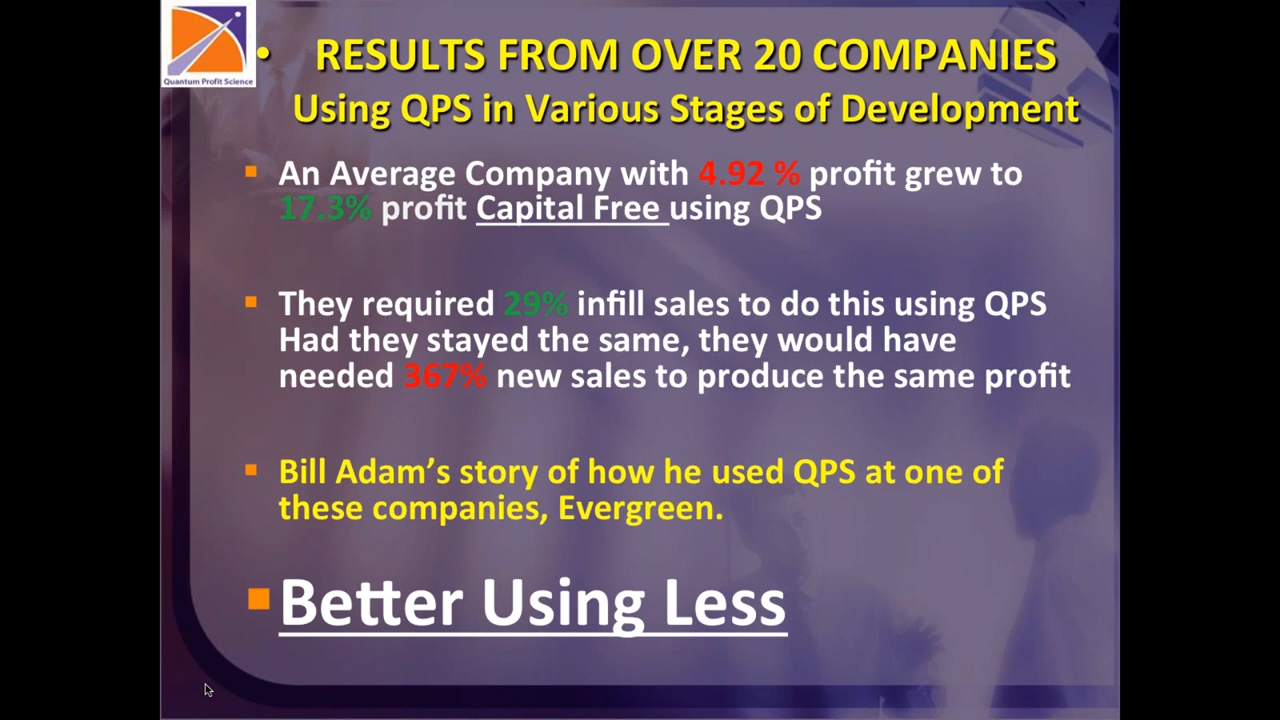 Quantum Profit Science
• RESULTS FROM OVER 20 COMPANIES
Using QPS in Various Stages of Development
▪ An Average Company with 4.92 % profit grew to
17.3% profit Capital Free using QPS
▪ They required 29% infill sales to do this using QPS
Had they stayed the same, they would have
needed 367% new sales to produce the same profit
▪ Bill Adam’s story of how he used QPS at one of
these companies, Evergreen.
▪ Better Using Less